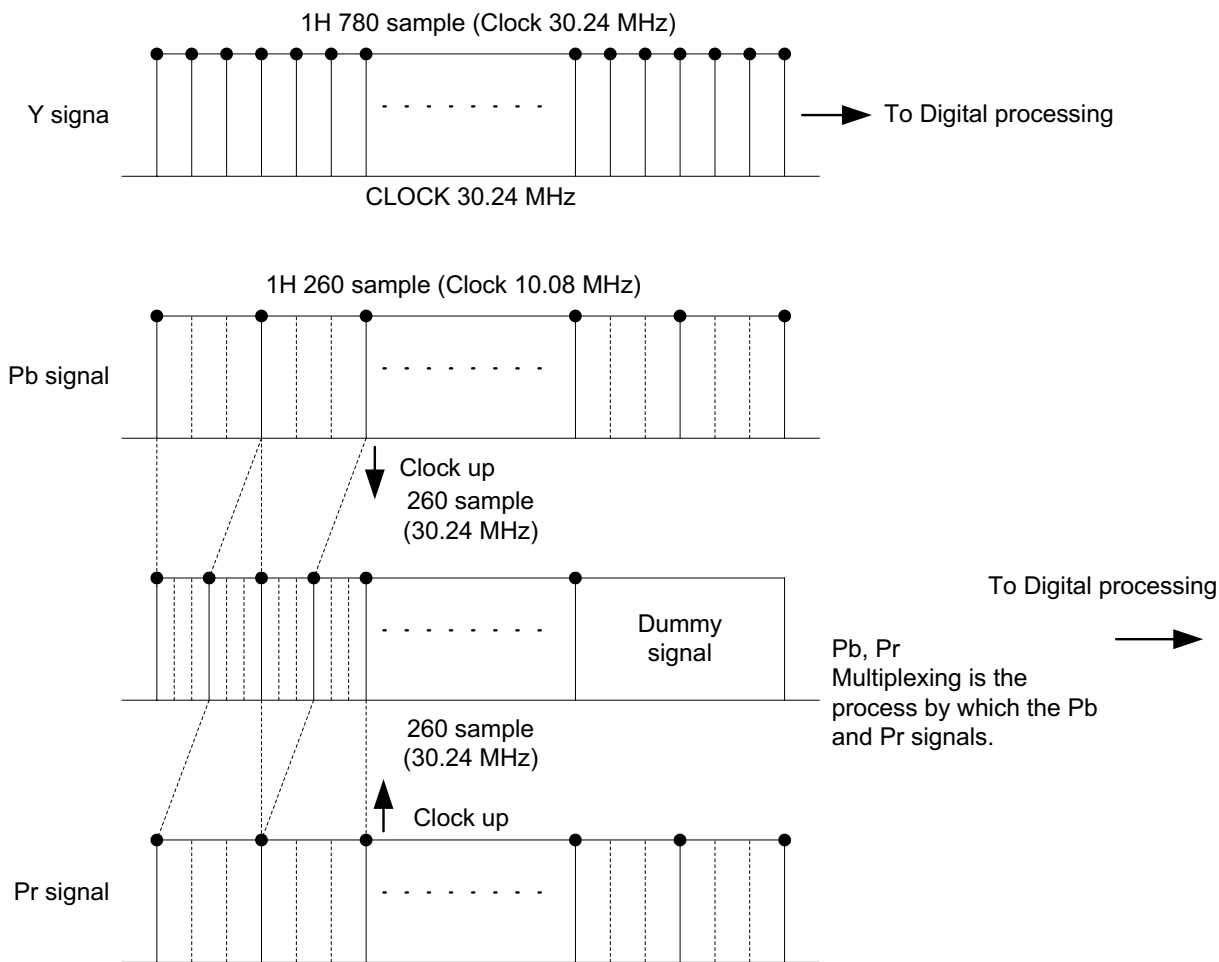 1H 780 sample (Clock 30.24 MHz)
Y signa
To Digital processing
CLOCK 30.24 MHz
1H 260 sample (Clock 10.08 MHz)
Pb signal
Clock up
260 sample
(30.24 MHz)
To Digital processing
Dummy
signal
Pb, Pr
Multiplexing is the
process by which the Pb
and Pr signals.
260 sample
(30.24 MHz)
Clock up
Pr signal